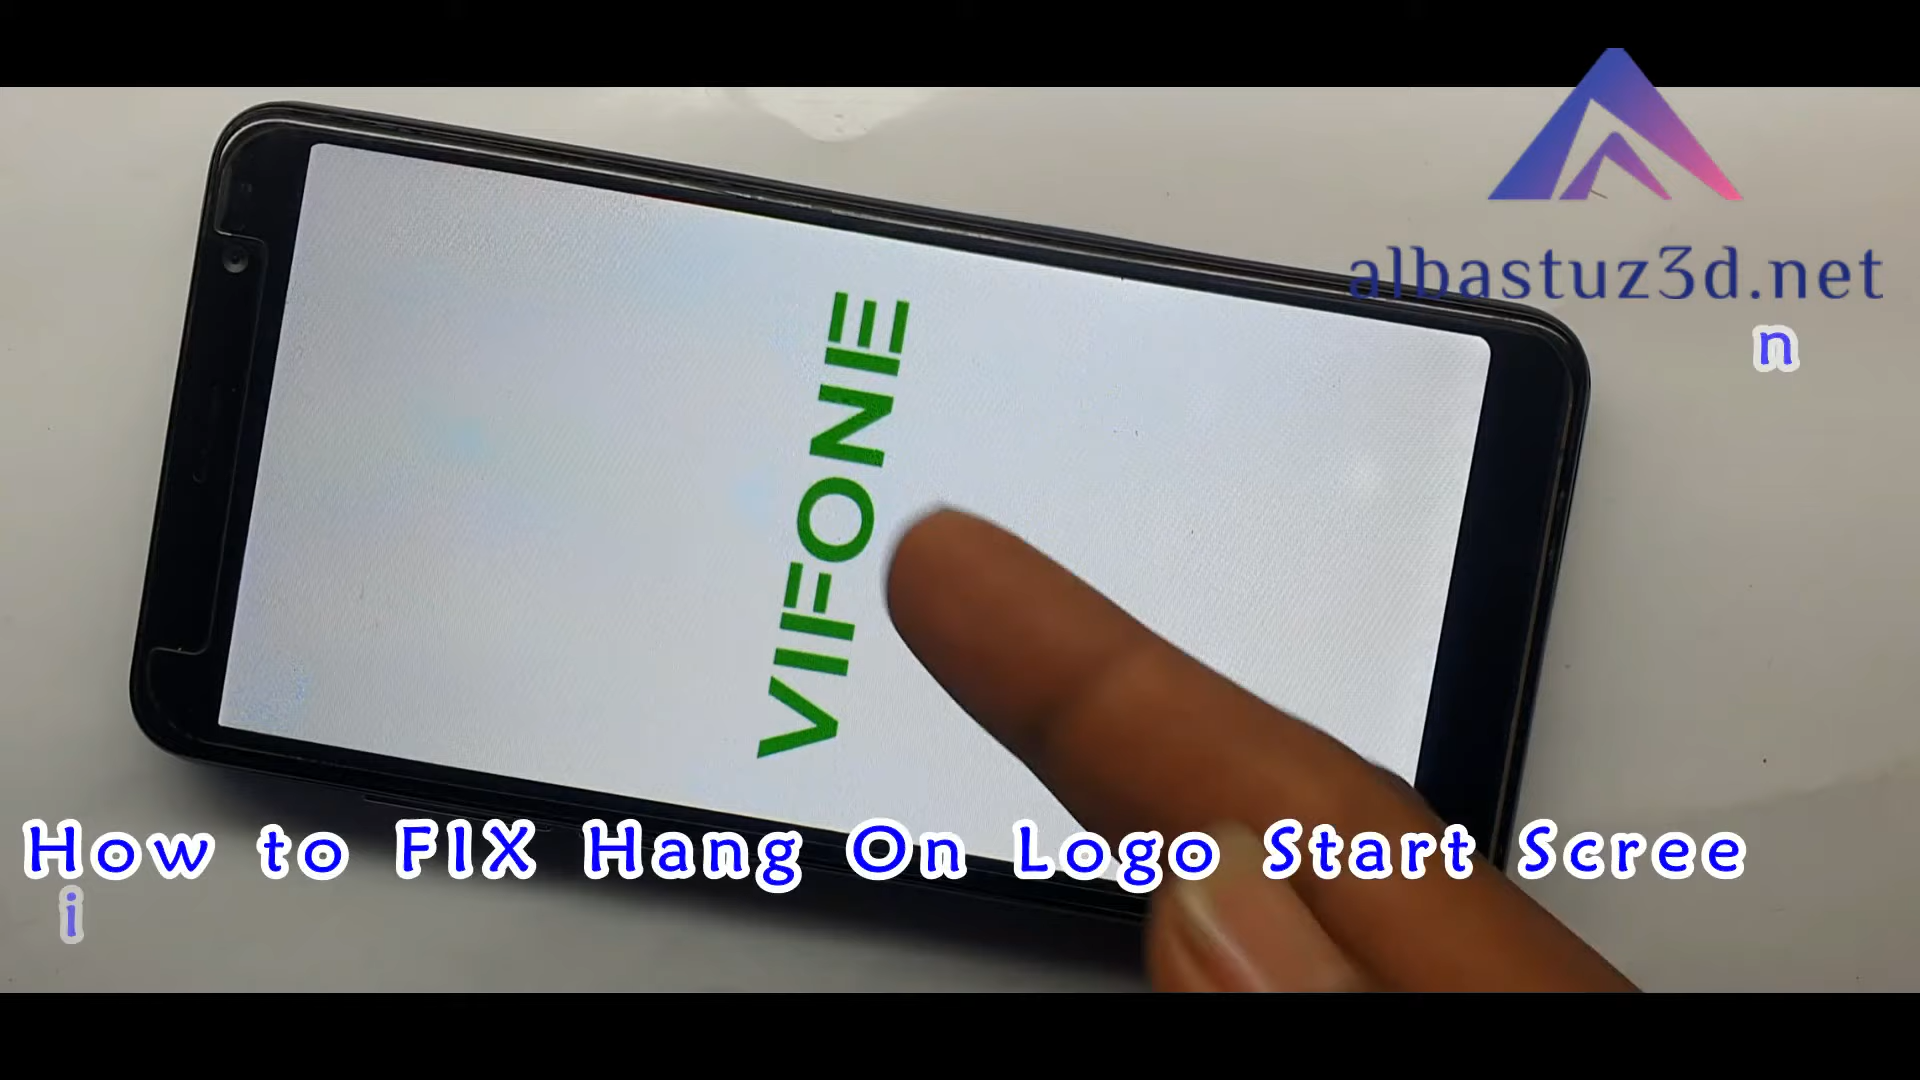 albastuz3d.net
n
VIFONE
How to FIX Hang On Logo Start Scree
i